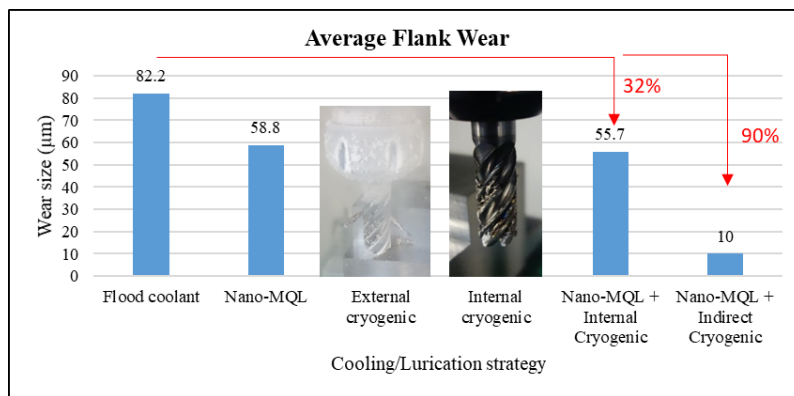 Average Flank Wear
Wear size (μm)
90
80
70
60
50
40
30
20
10
0
82.2
58.8
55.7
10
32%
90%
Flood coolant
Nano-MQL
External
cryogenic
Internal
cryogenic
Nano-MQL +
Internal
Cryogenic
Nano-MQL +
Indirect
Cryogenic
Cooling/Lurication strategy